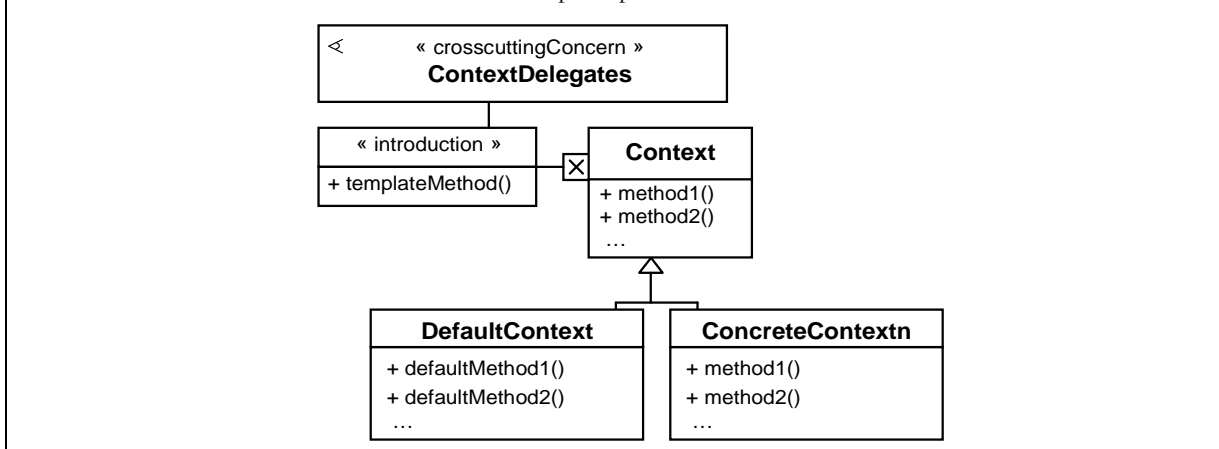 « crosscuttingConcern »
ContextDelegates
« introduction »
+ templateMethod()
Context
+ method1()
+ method2()
…
DefaultContext
+ defaultMethod1()
+ defaultMethod2()
…
ConcreteContextn
+ method1()
+ method2()
…